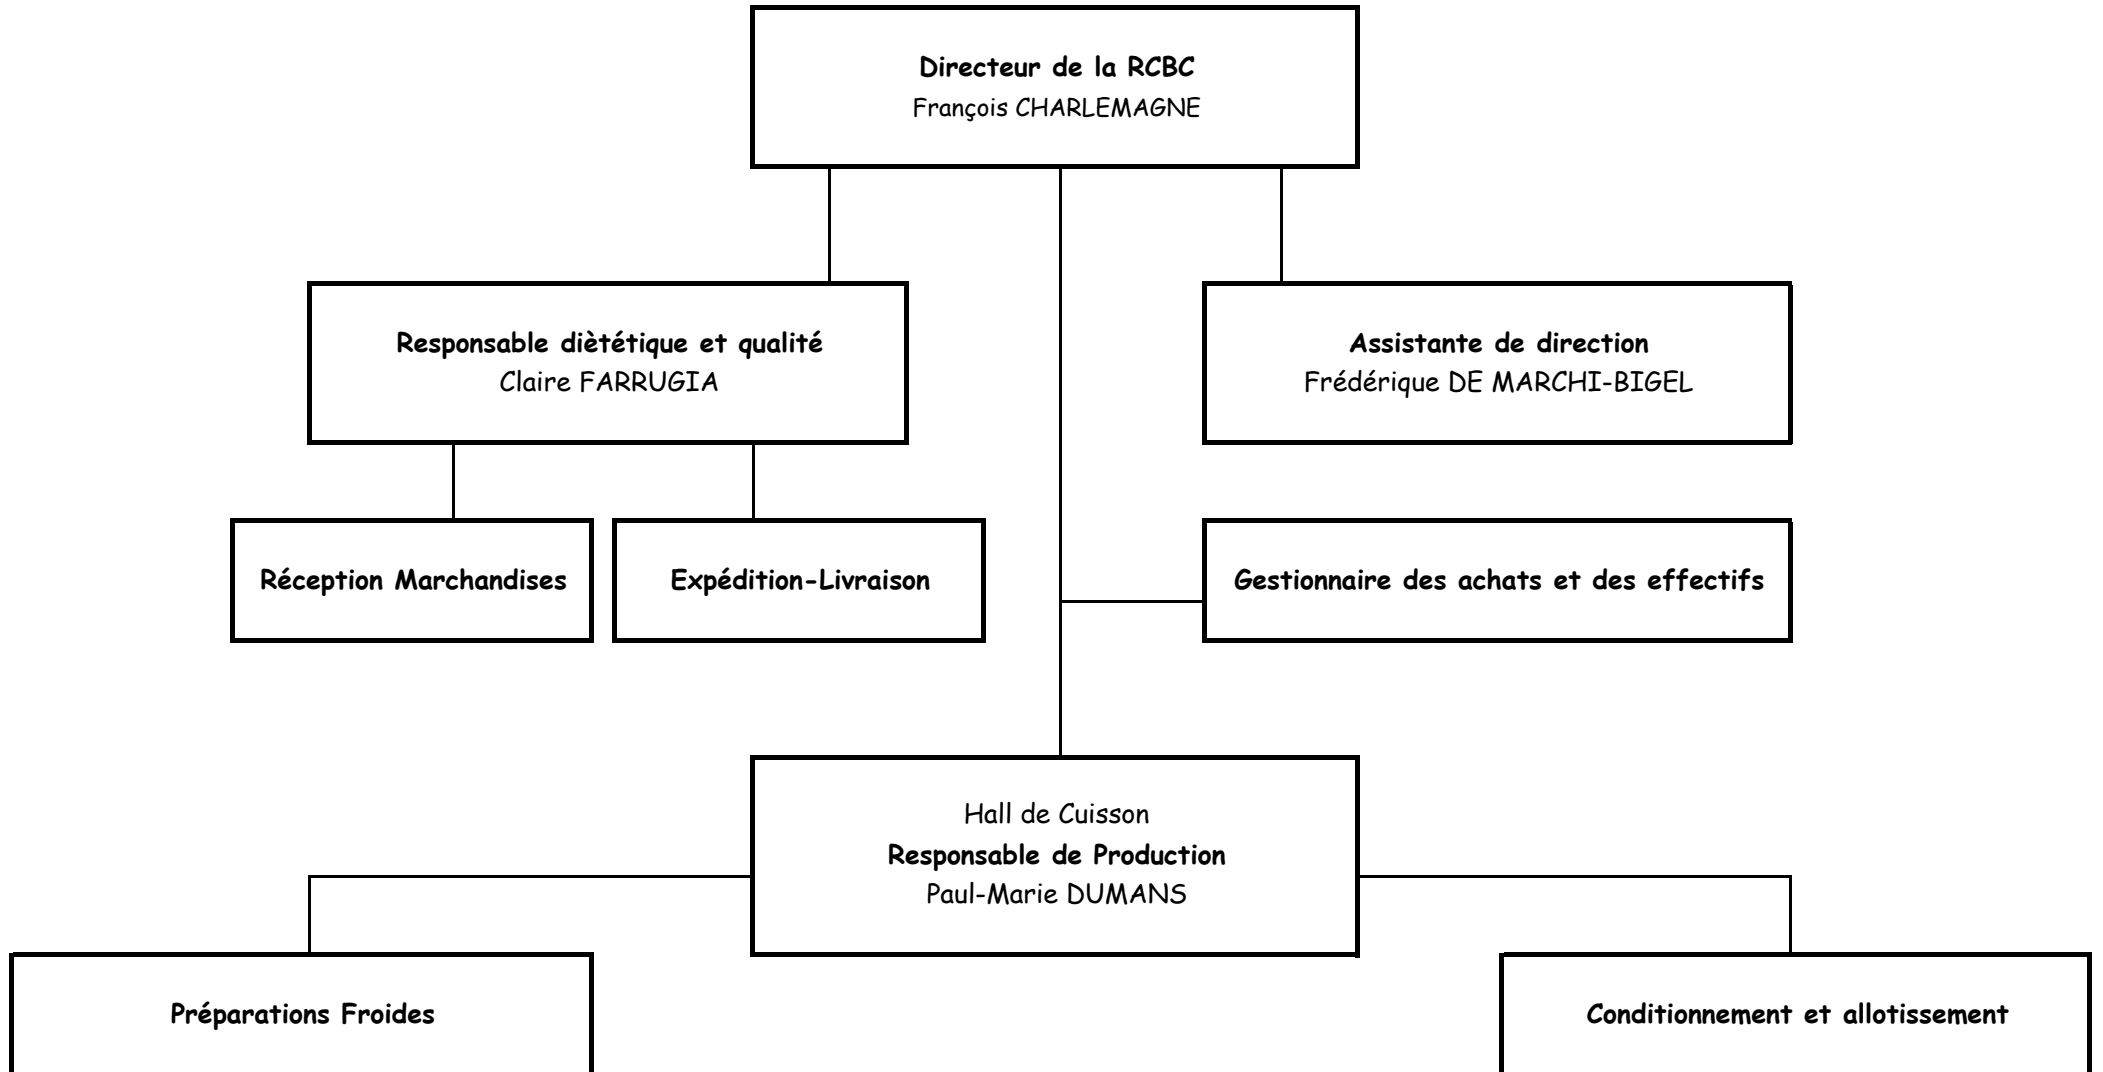 Directeur de la RCBC
François CHARLEMAGNE
Responsable diètétique et qualité
Claire FARRUGIA
Assistante de direction
Frédérique DE MARCHI-BIGEL
Réception Marchandises
Expédition-Livraison
Gestionnaire des achats et des effectifs
Hall de Cuisson
Responsable de Production
Paul-Marie DUMANS
Préparations Froides
Conditionnement et allotissement